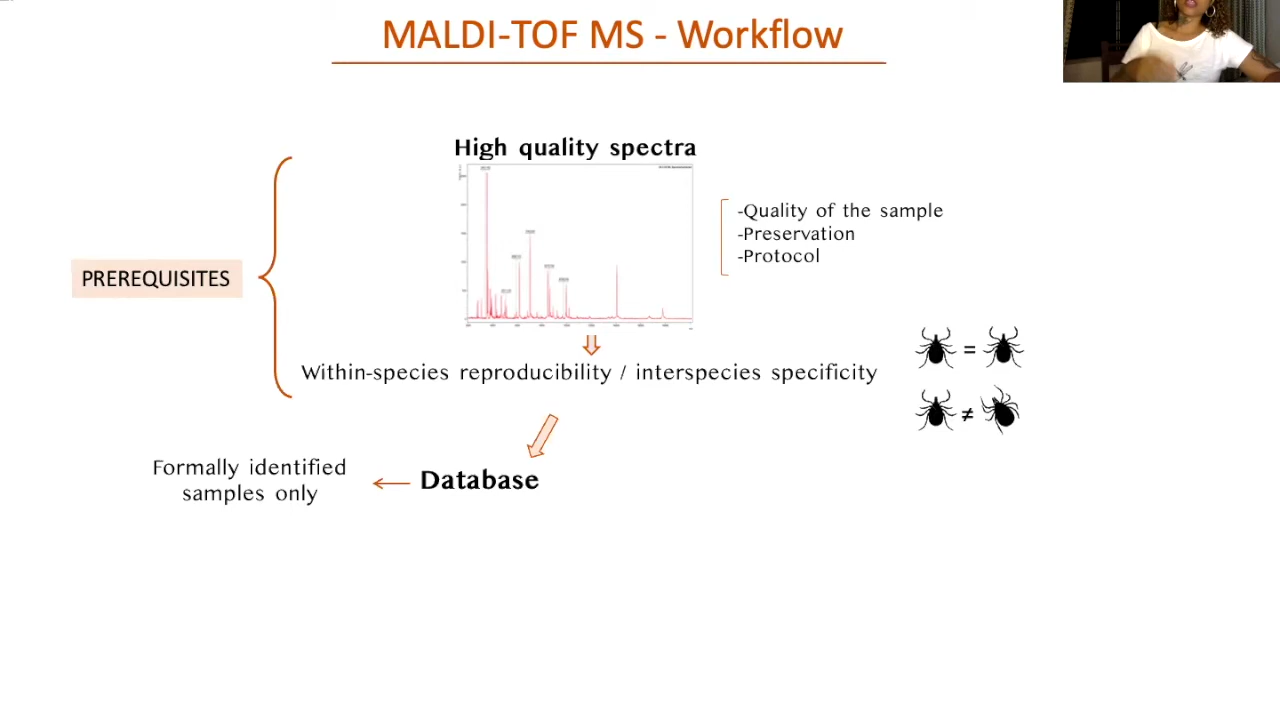 MALDI-TOF MS - Workflow
High quality spectra
-Quality of the sample
-Preservation
-Protocol
PREREQUISITES
=
Within-species reproducibility / interspecies specificity
≠
Formally identified
samples only
Database